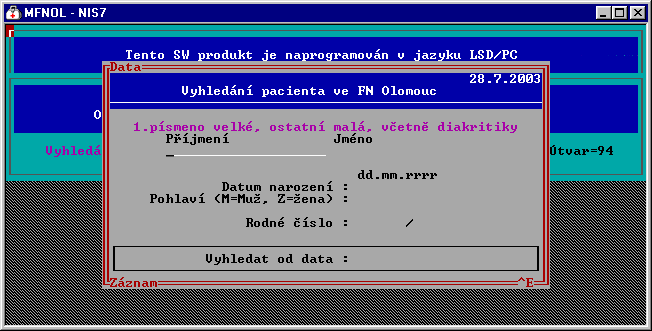 MFNOL - NIS7
Tento SW produkt je naprogramován v jazyku LSD/PC
Data
28.7.2003
Vyhledání pacienta ve FN Olomouc
O
1.písmeno velké, ostatní malá, včetně diakritiky
Příjmení Jméno
Vyhledá
Útvar=94
dd.mm.rrrr
Datum narození :
Pohlaví (M=Muž, Z=žena) :
Rodné číslo : /
Vyhledat od data :
Záznam ^E